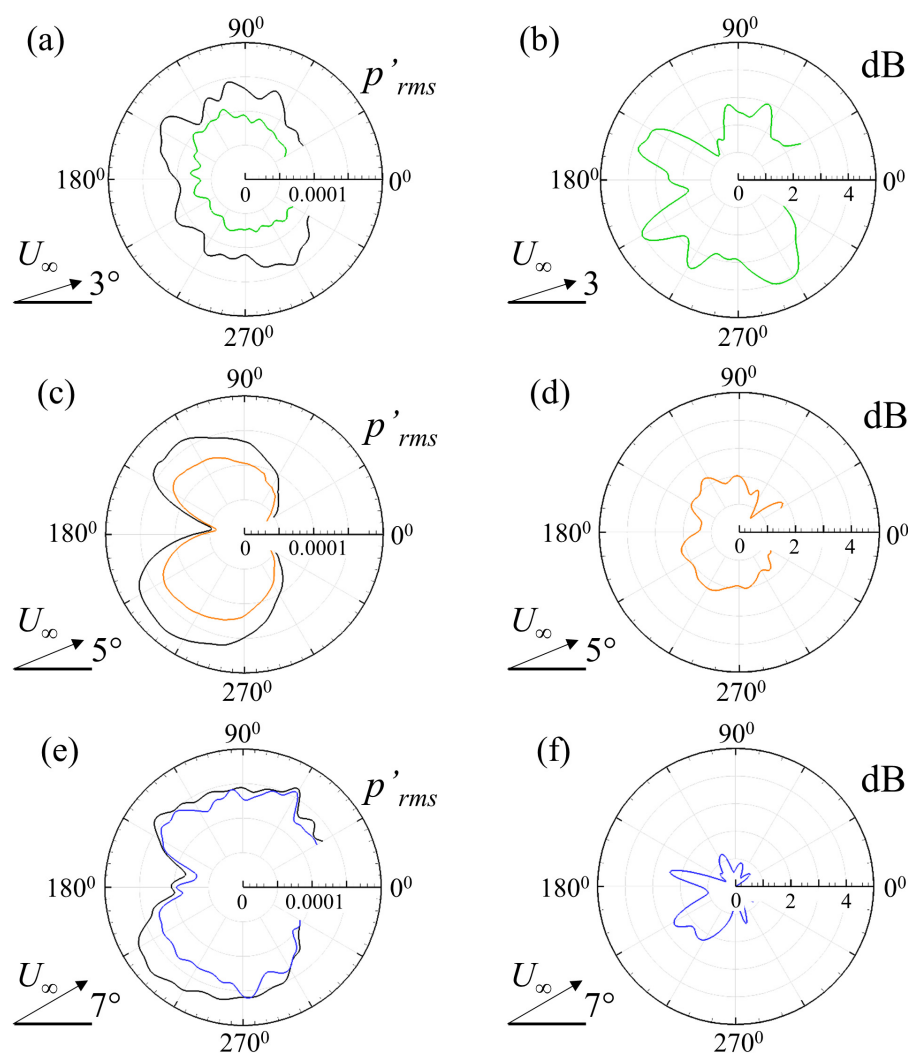 (a)
90⁰
p'rms
180⁰
0
0.0001
0⁰
U∞
3°
270⁰
(b)
90⁰
dB
180⁰
0
2
4
0⁰
U∞
3
270⁰
(c)
90⁰
p'rms
180⁰
0
0.0001
0⁰
U∞
5°
270⁰
(d)
90⁰
dB
180⁰
0
2
4
0⁰
U∞
5°
270⁰
(e)
90⁰
p'rms
180⁰
0
0.0001
0⁰
U∞
7°
270⁰
(f)
90⁰
dB
180⁰
0
2
4
0⁰
U∞
7°
270⁰